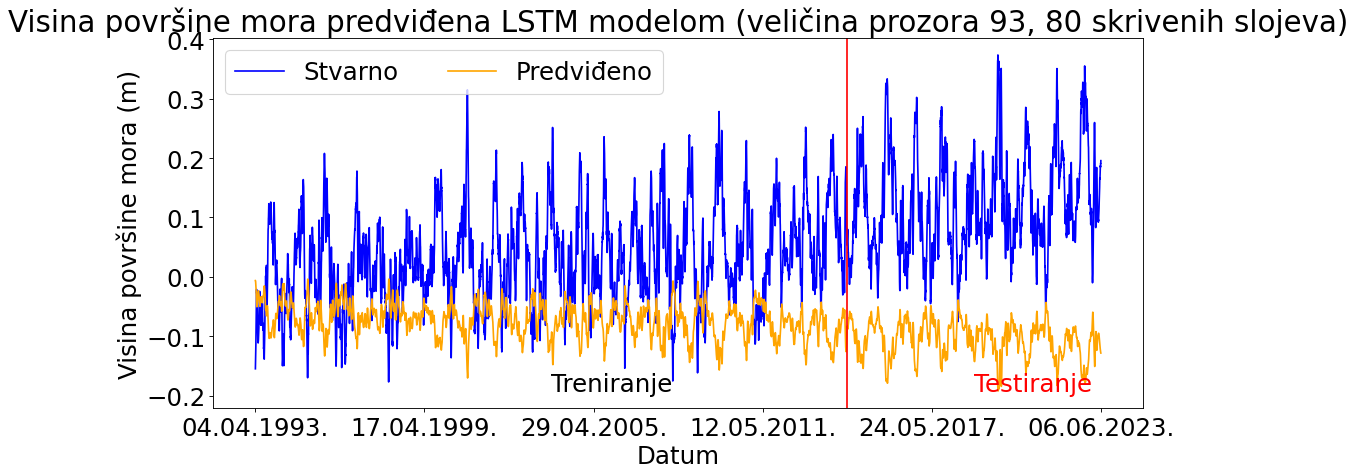 Visina površine mora predviđena LSTM modelom (veličina prozora 93, 80 skrivenih slojeva)
Stvarno
Predviđeno
Visina površine mora (m)
0.4
0.3
0.2
0.1
0.0
−0.1
−0.2
Treniranje
Testiranje
04.04.1993.
17.04.1999.
29.04.2005.
12.05.2011.
24.05.2017.
06.06.2023.
Datum